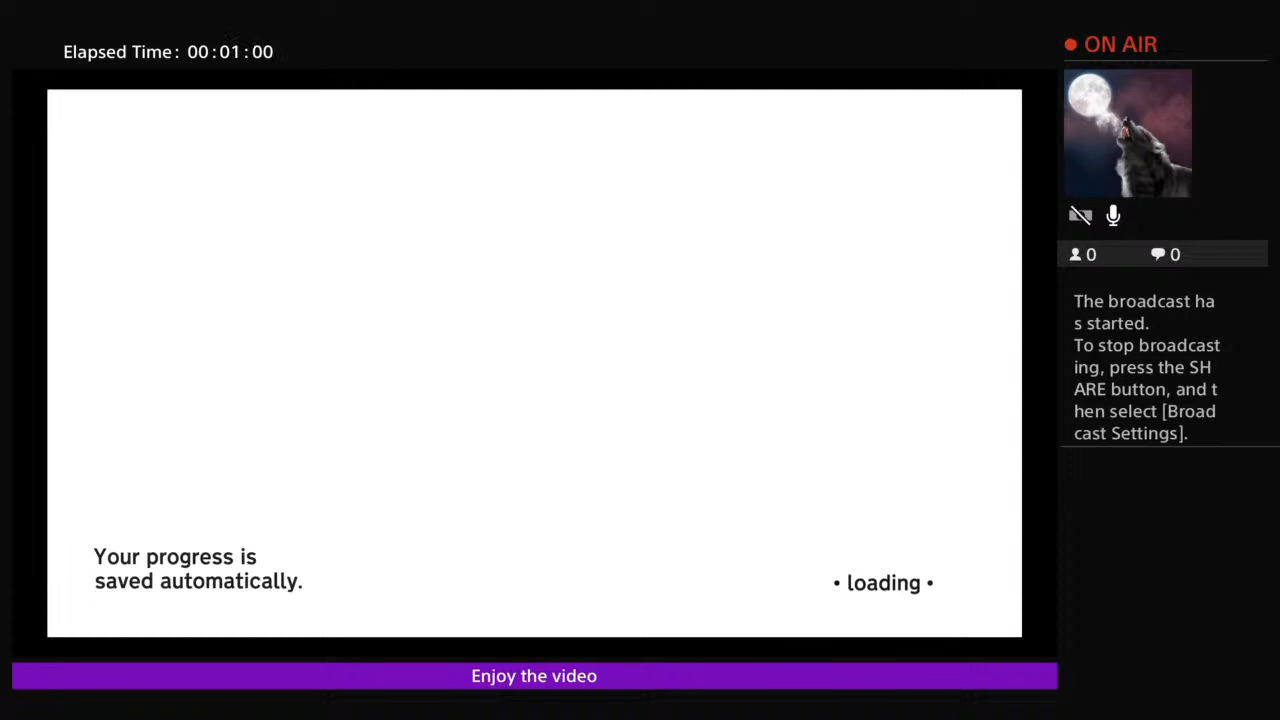 Elapsed Time: 00:01:00
ON AIR
0 0
The broadcast ha
s started.
To stop broadcast
ing, press the SH
ARE button, and t
hen select [Broad
cast Settings].
Your progress is
saved automatically.
• loading •
Enjoy the video